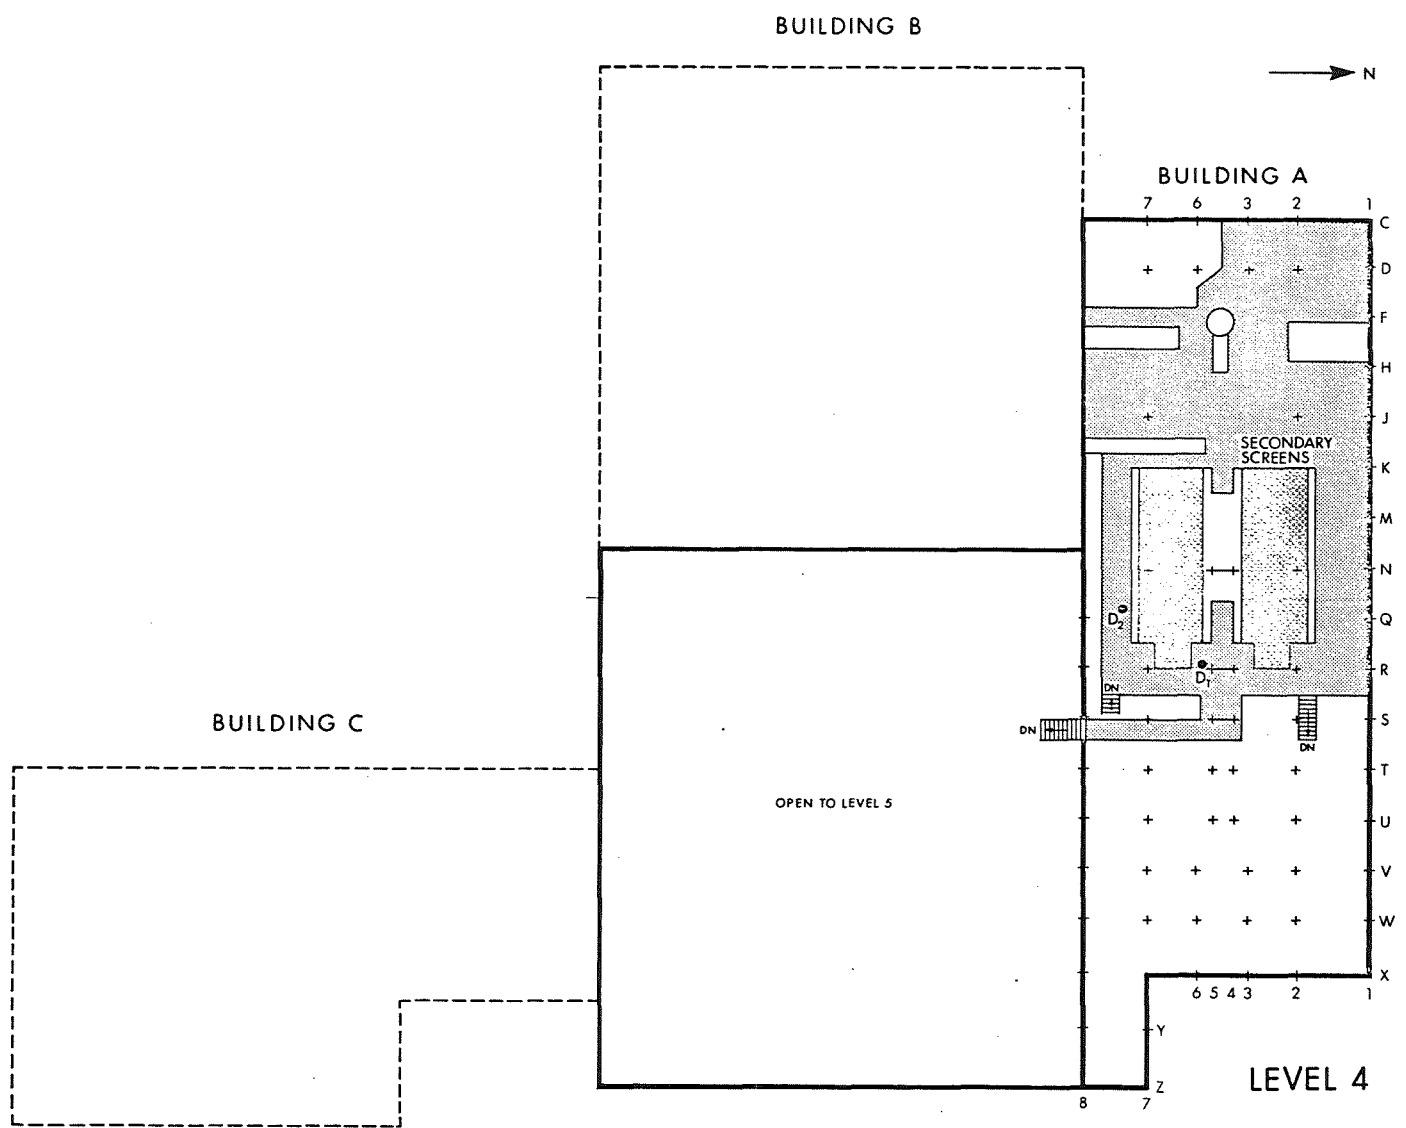 BUILDING B
N
BUILDING A
7 6 3 2 1
C
D
F
H
J
SECONDARY
SCREENS
K
M
N
D2
Q
D1
R
DN
S
DN
DN
BUILDING C
T
OPEN TO LEVEL 5
U
V
W
X
6 5 4 3 2 1
Y
LEVEL 4
Z
8 7